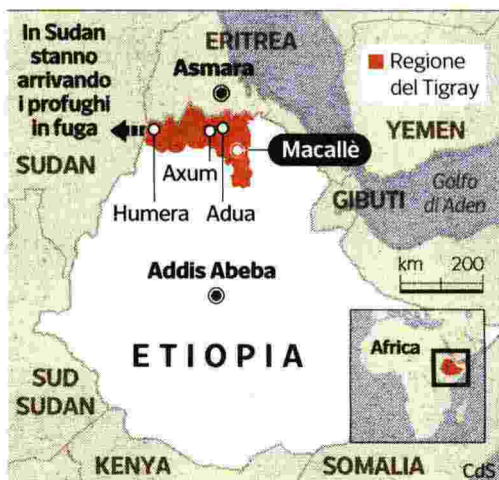 In Sudan
stanno
arrivando
i profughi
in fuga
ERITREA
Asmara
Regione
del Tigray
YEMEN
SUDAN
Macallè
Axum
Humera
Adua
GIBUTI
Golfo
di Aden
Addis Abeba
km 200
ETIOPIA
Africa
SUD
SUDAN
KENYA
SOMALIA
CdS